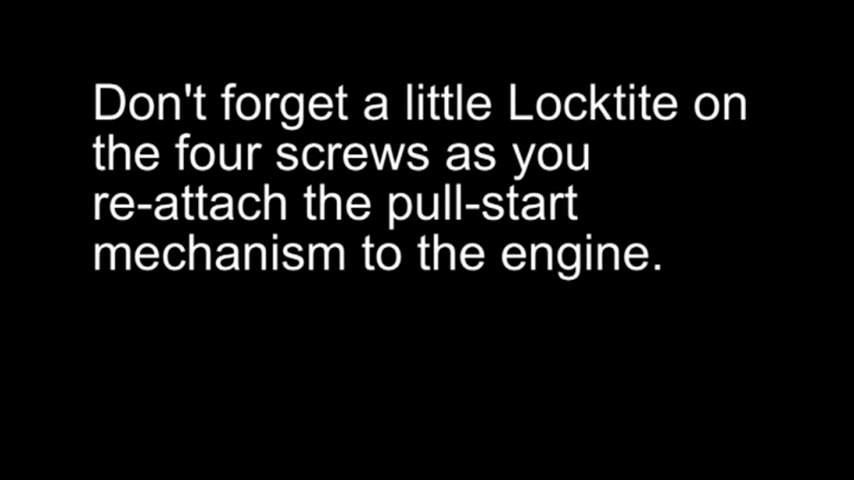 Don't forget a little Locktite on
the four screws as you
re-attach the pull-start
mechanism to the engine.